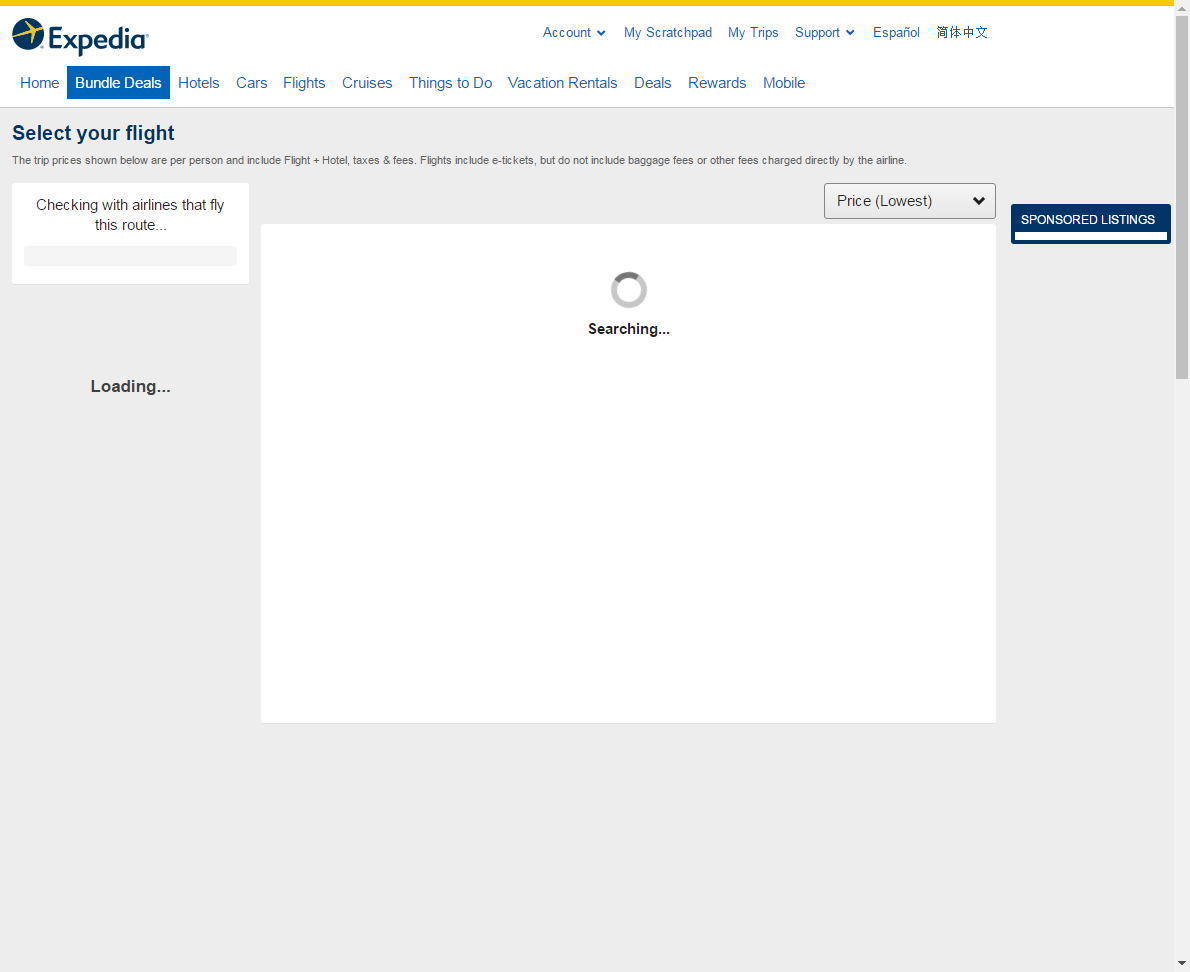 Expedia
Account My Scratchpad My Trips Support Español 简体中文
Home Bundle Deals Hotels Cars Flights Cruises Things to Do Vacation Rentals Deals Rewards Mobile
Select your flight
The trip prices shown below are per person and include Flight + Hotel, taxes & fees. Flights include e-tickets, but do not include baggage fees or other fees charged directly by the airline.
Checking with airlines that fly
this route...
Price (Lowest)
SPONSORED LISTINGS
Searching...
Loading...